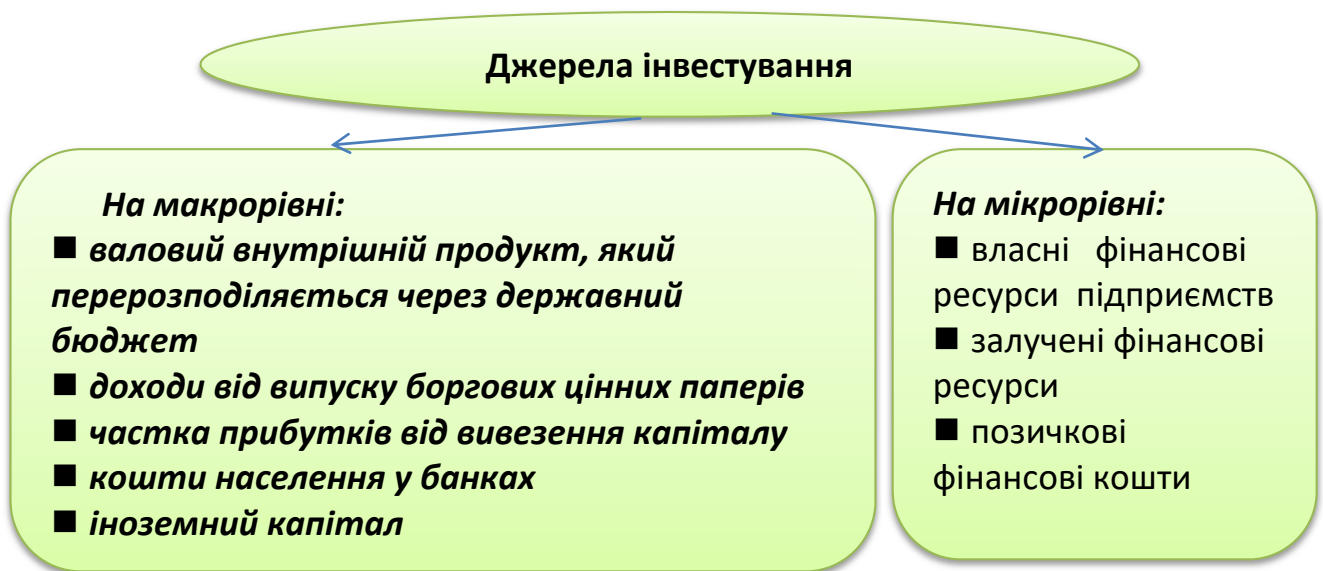 Джерела інвестування
На макрорівні:
■ валовий внутрішній продукт, який
перерозподіляється через державний
бюджет
■ доходи від випуску боргових цінних паперів
■ частка прибутків від вивезення капіталу
■ кошти населення у банках
■ іноземний капітал
На мікрорівні:
■ власні фінансові
ресурси підприємств
■ залучені фінансові
ресурси
■ позичкові
фінансові кошти